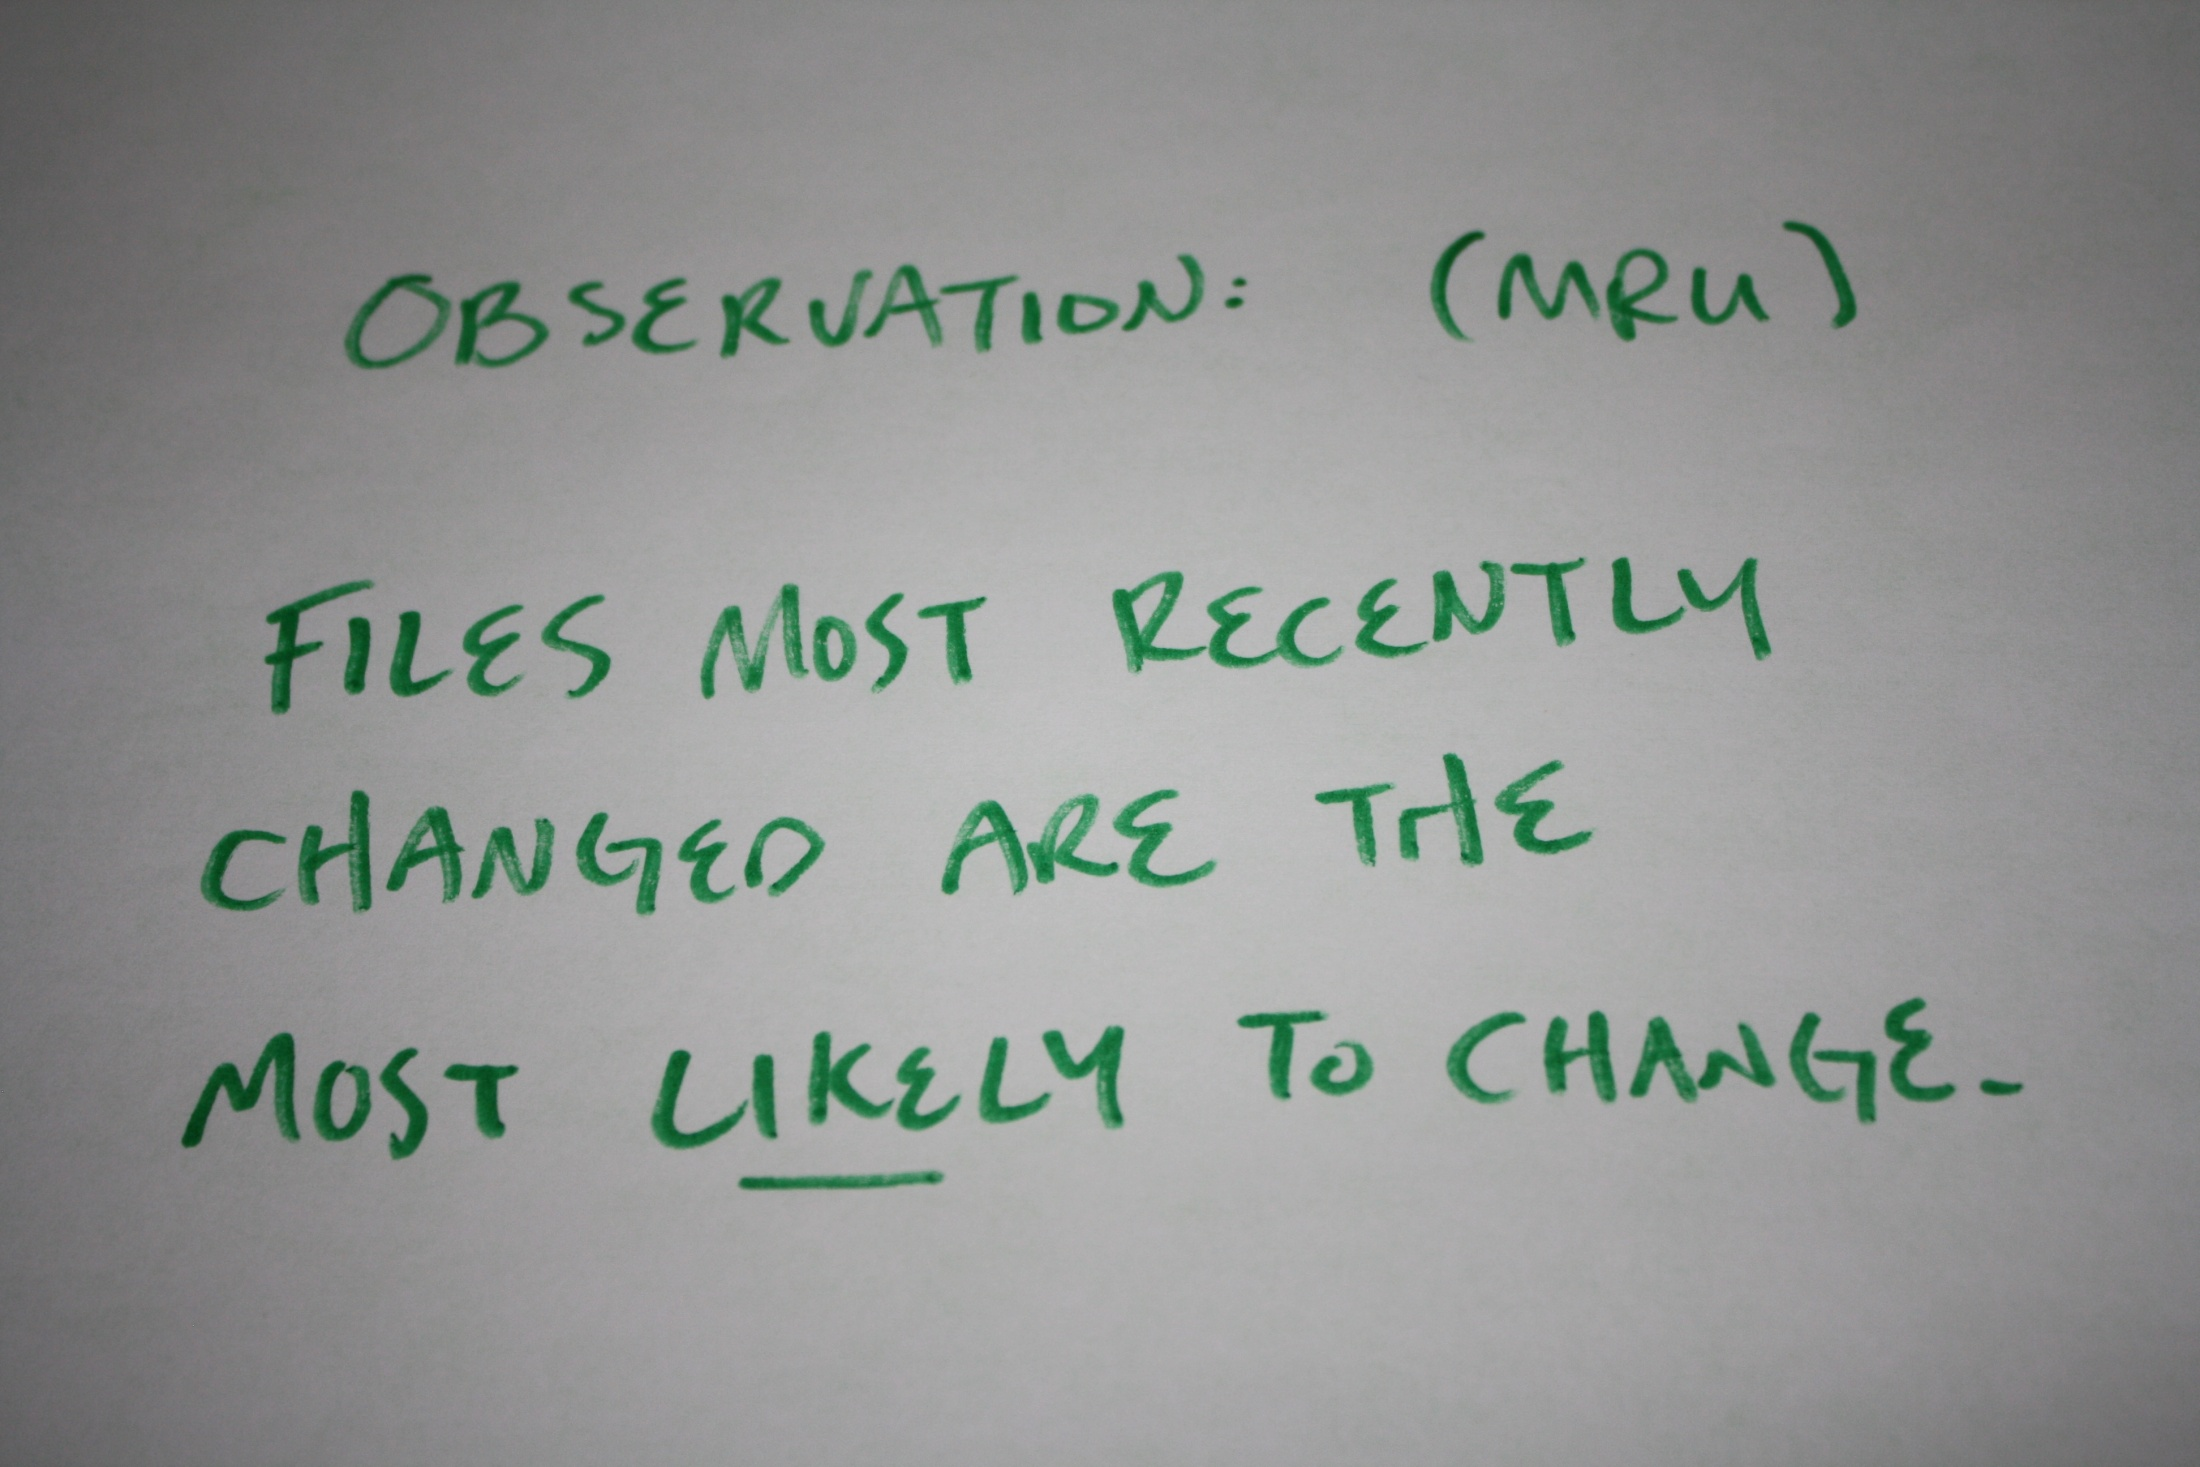 OBSERVATION: (MRU)
FILES MOST RECENTLY
CHANGED ARE THE
MOST LIKELY TO CHANGE.